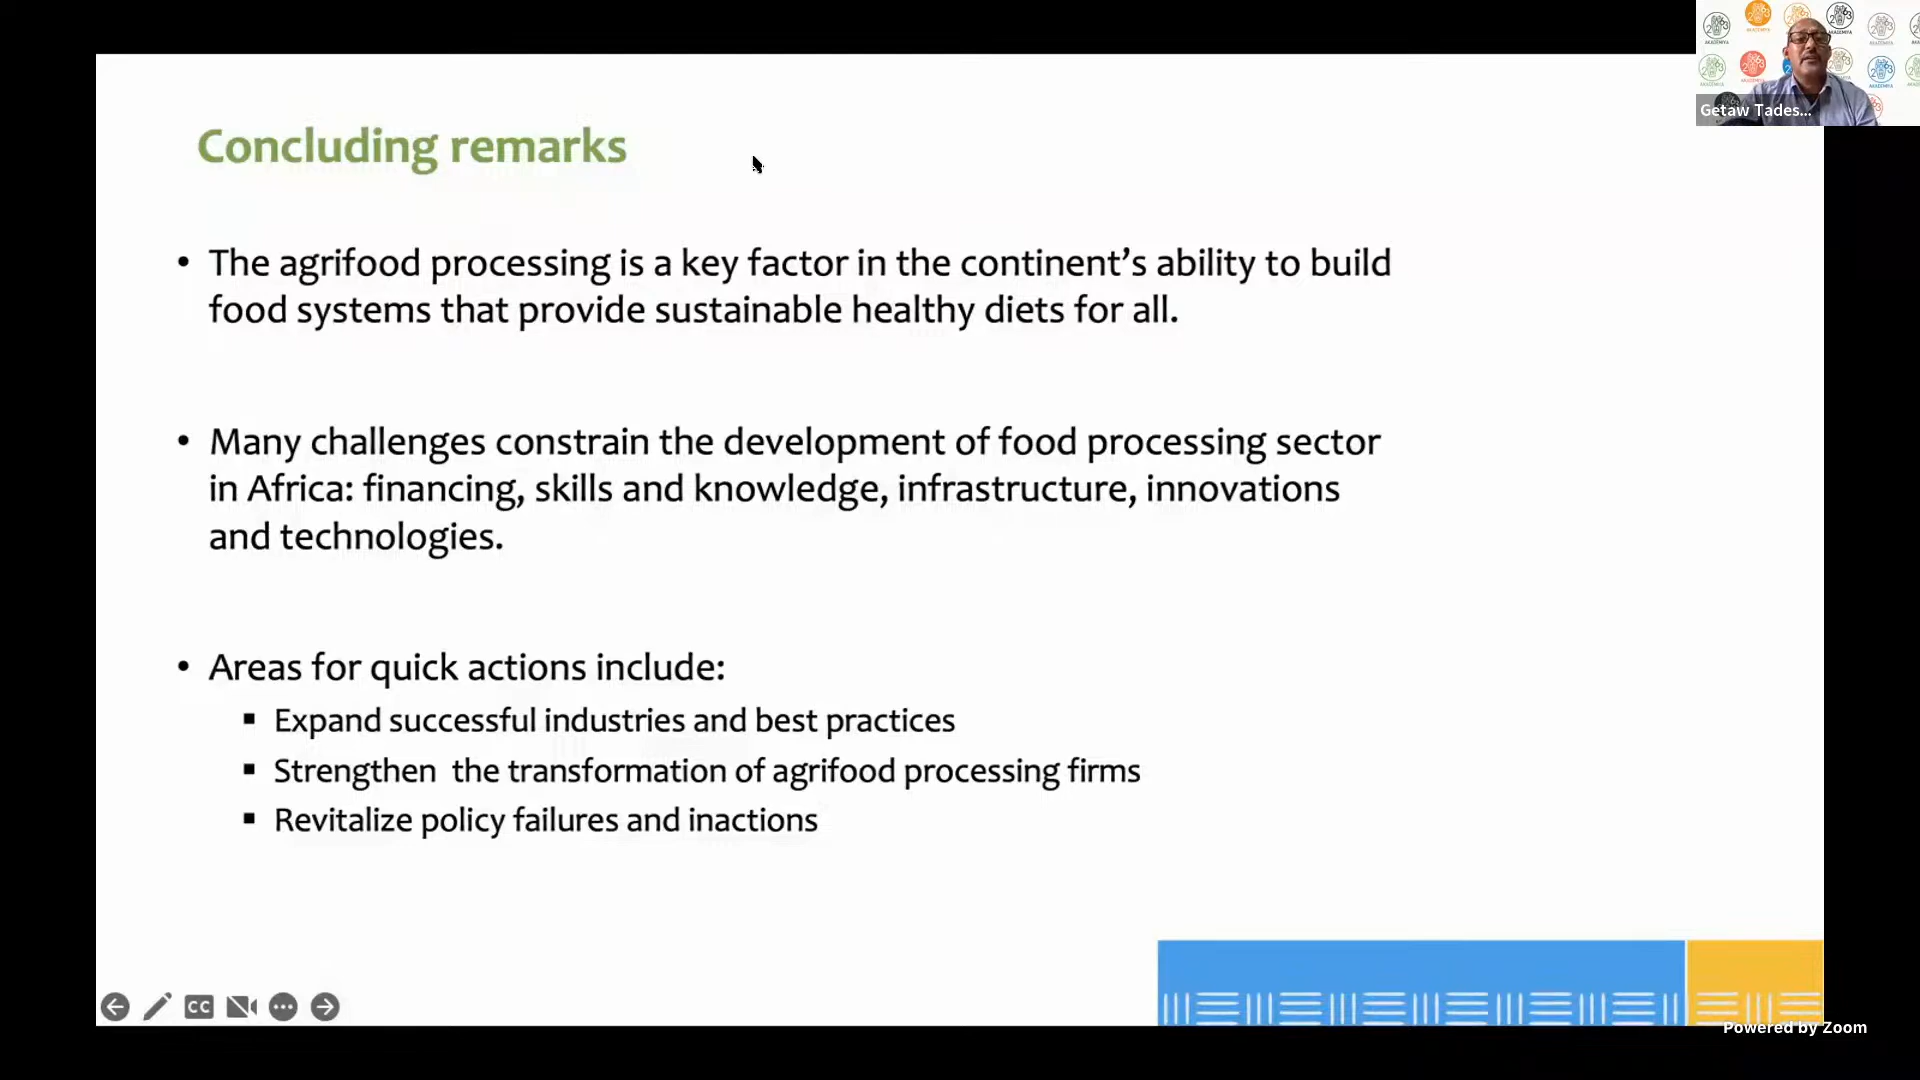 Concluding remarks
• The agrifood processing is a key factor in the continent’s ability to build
food systems that provide sustainable healthy diets for all.
• Many challenges constrain the development of food processing sector
in Africa: financing, skills and knowledge, infrastructure, innovations
and technologies.
• Areas for quick actions include:
▪ Expand successful industries and best practices
▪ Strengthen the transformation of agrifood processing firms
▪ Revitalize policy failures and inactions
Getaw Tades...
CC
Powered by Zoom